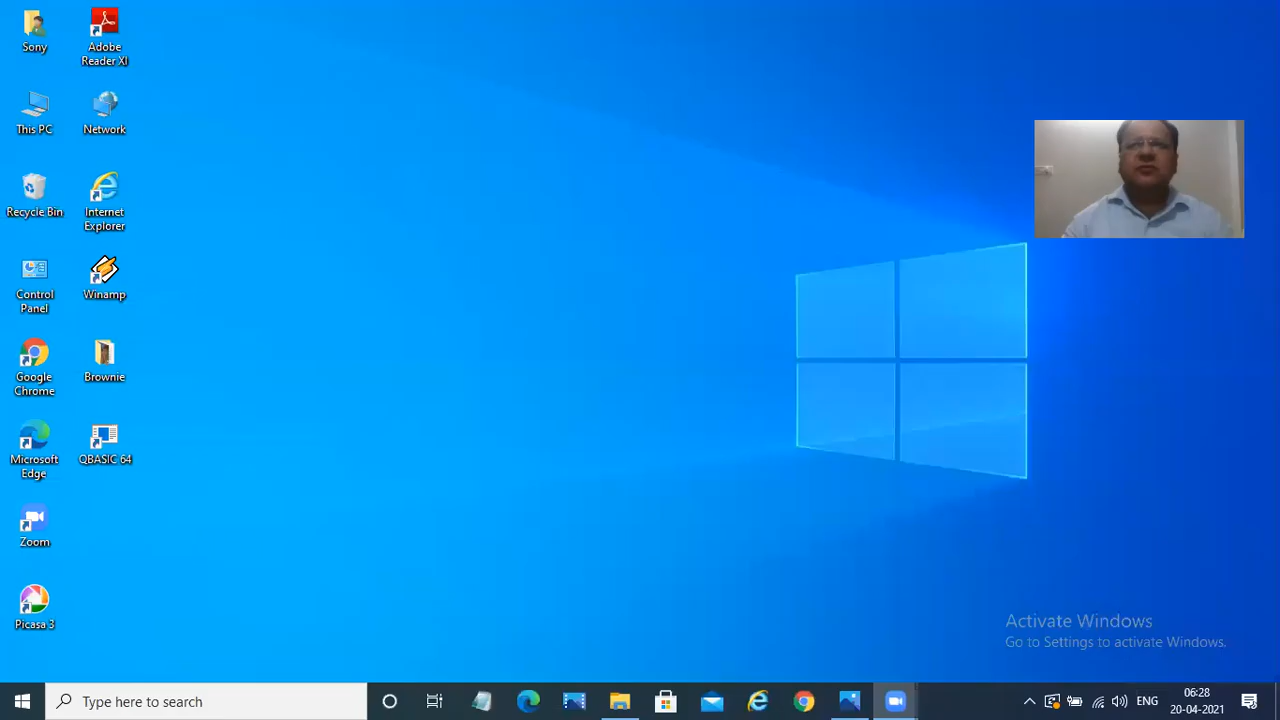 Sony
Adobe
Reader XI
This PC
Network
Recycle Bin
Internet
Explorer
Control
Panel
Winamp
Google
Chrome
Brownie
Microsoft
Edge
QBASIC 64
Zoom
Picasa 3
Activate Windows
Go to Settings to activate Windows.
Type here to search
ENG
06:28
20-04-2021